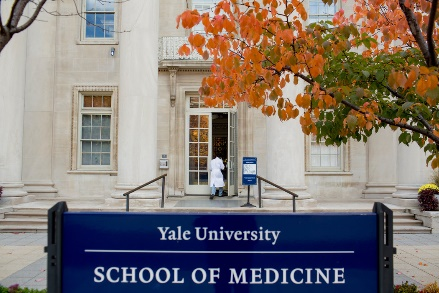 Yale University
SCHOOL OF MEDICINE